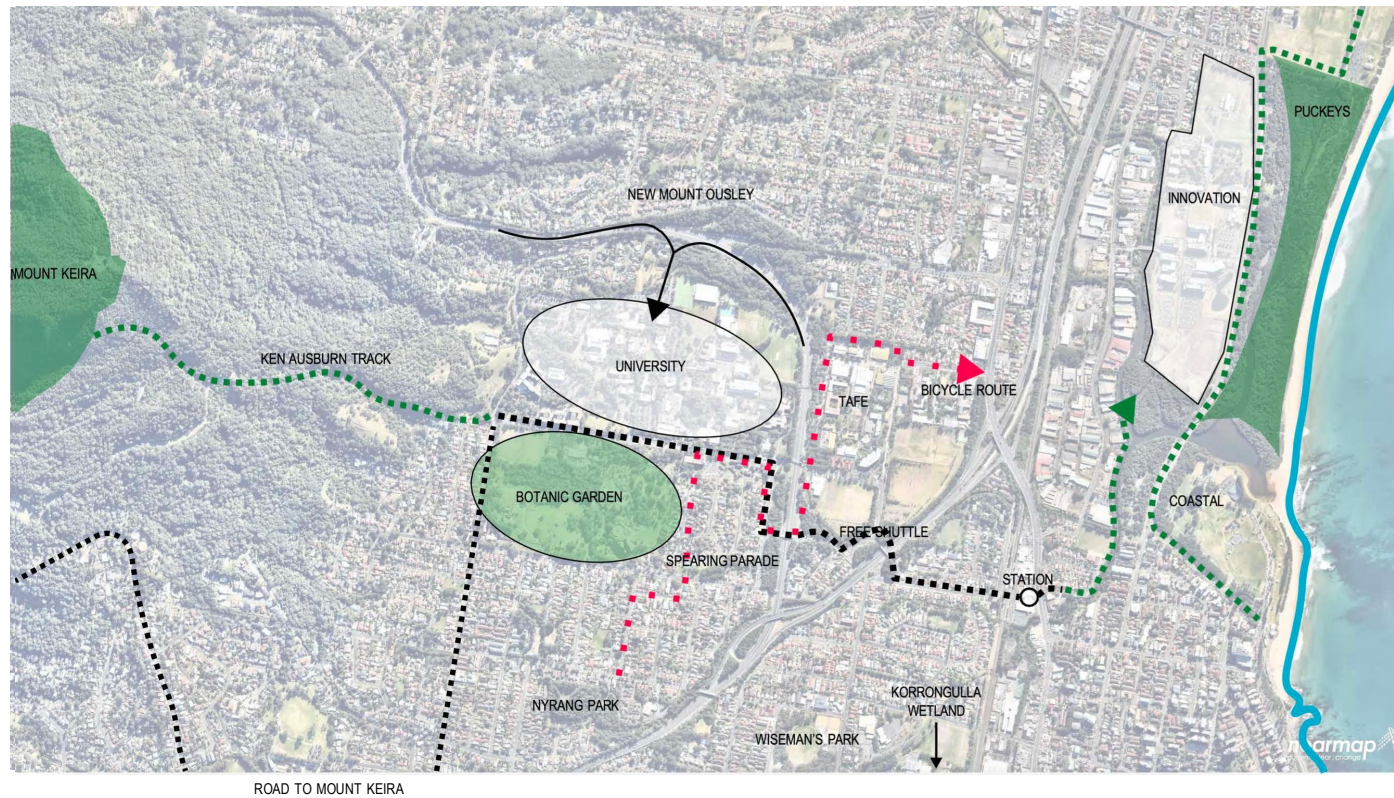 PUCKEYS
NEW MOUNT OUSLEY
INNOVATION
MOUNT KEIRA
KEN AUSBURN TRACK
UNIVERSITY
BICYCLE ROUTE
TAFE
BOTANIC GARDEN
COASTAL
FREE SHUTTLE
SPEARING PARADE
STATION
NYRANG PARK
KORRONGULLA
WETLAND
WISEMAN'S PARK
nearmap
ROAD TO MOUNT KEIRA